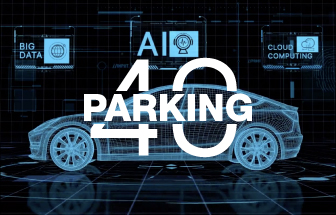 BIG
DATA
AI
CLOUD
COMPUTING
40
PARKING